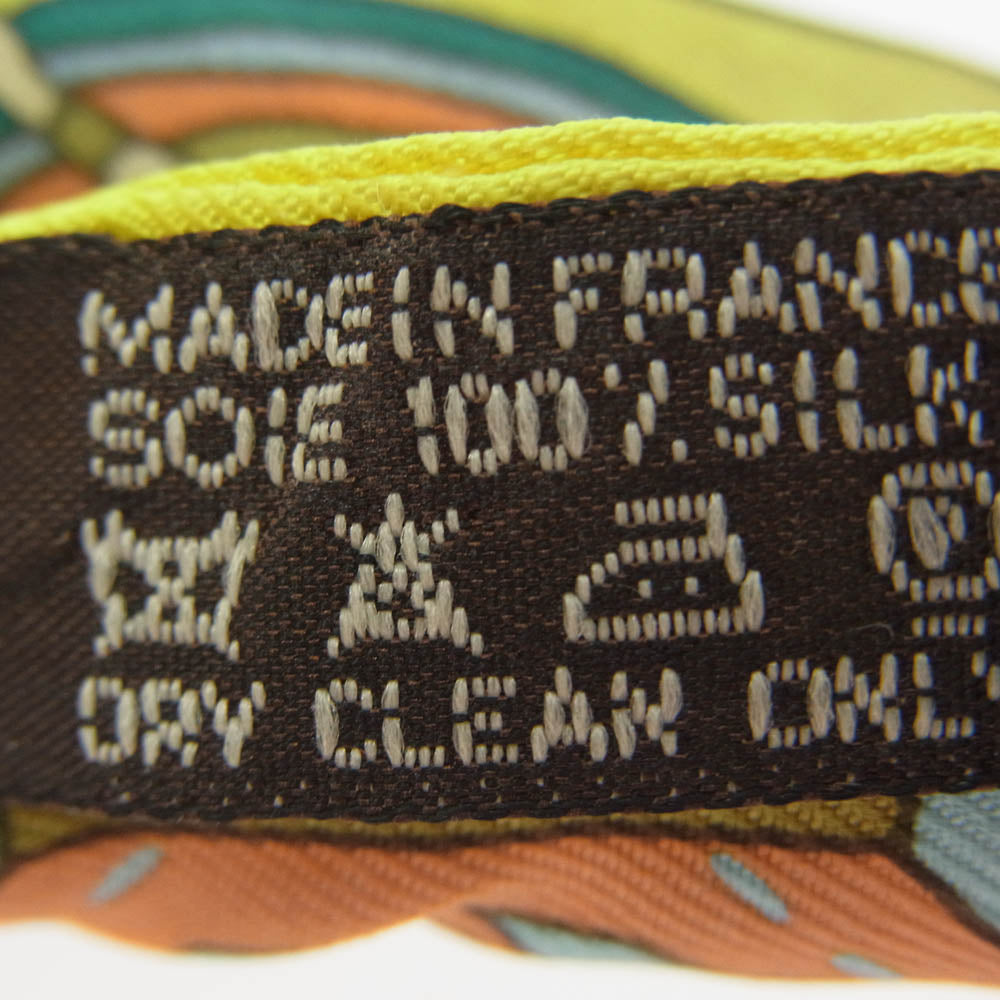 MADE IN FRANCE
SOIE 100% SILK
DRY CLEAN ONLY